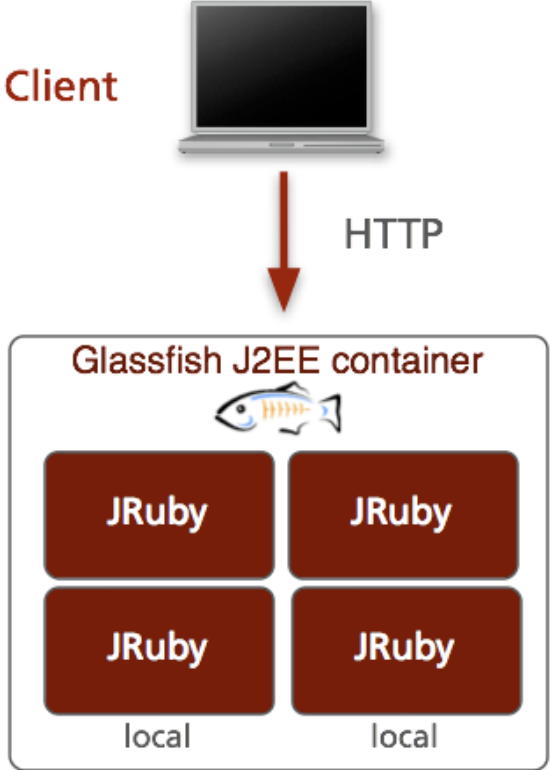 Client
HTTP
Glassfish J2EE container
JRuby JRuby
JRuby JRuby
local local